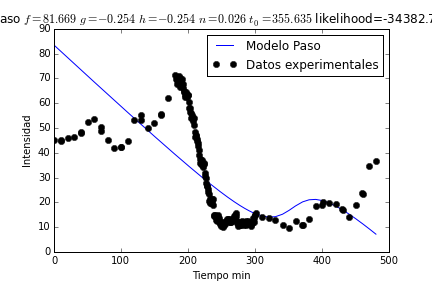 aso f=81.669 g=−0.254 h=−0.254 n=0.026 t₀=355.635 likelihood=-34382.7
Modelo Paso
Datos experimentales
90
80
70
60
50
40
30
20
10
0
Intensidad
0 100 200 300 400 500
Tiempo min